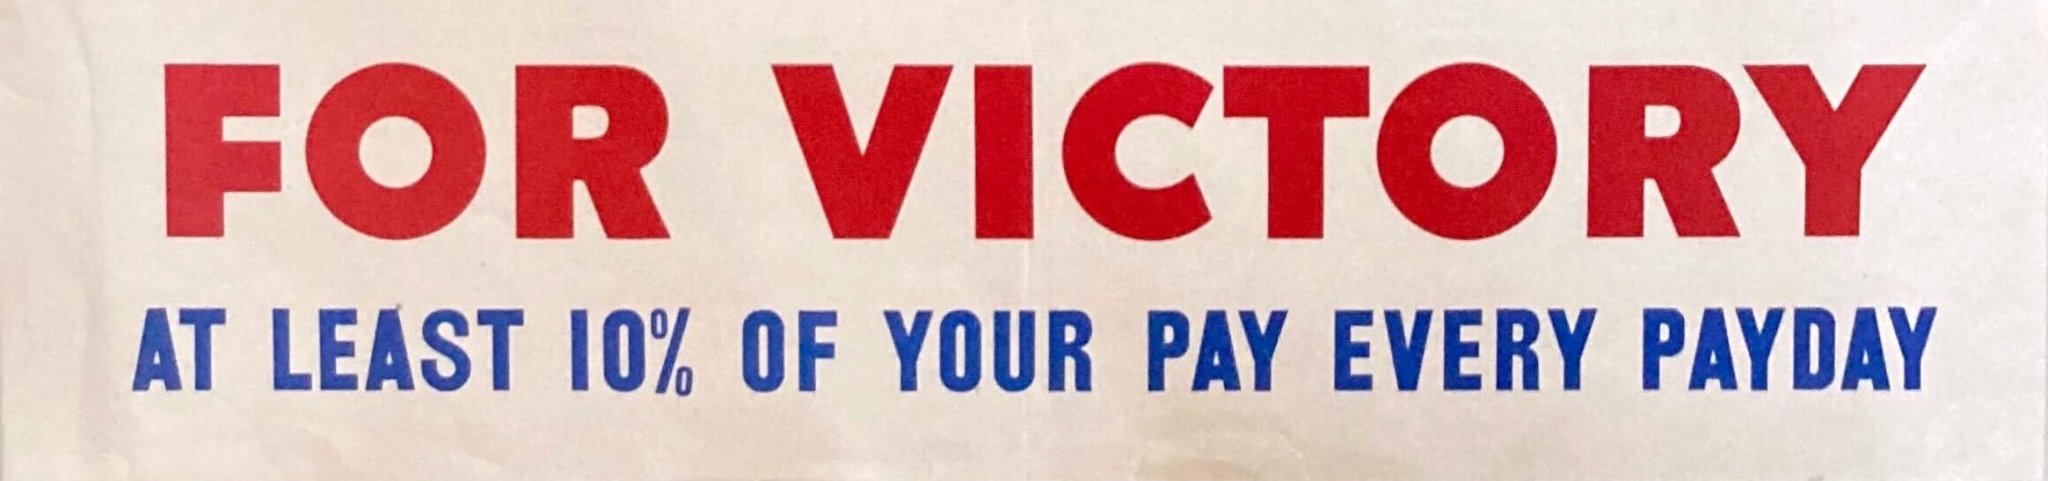 FOR VICTORY
AT LEAST 10% OF YOUR PAY EVERY PAYDAY